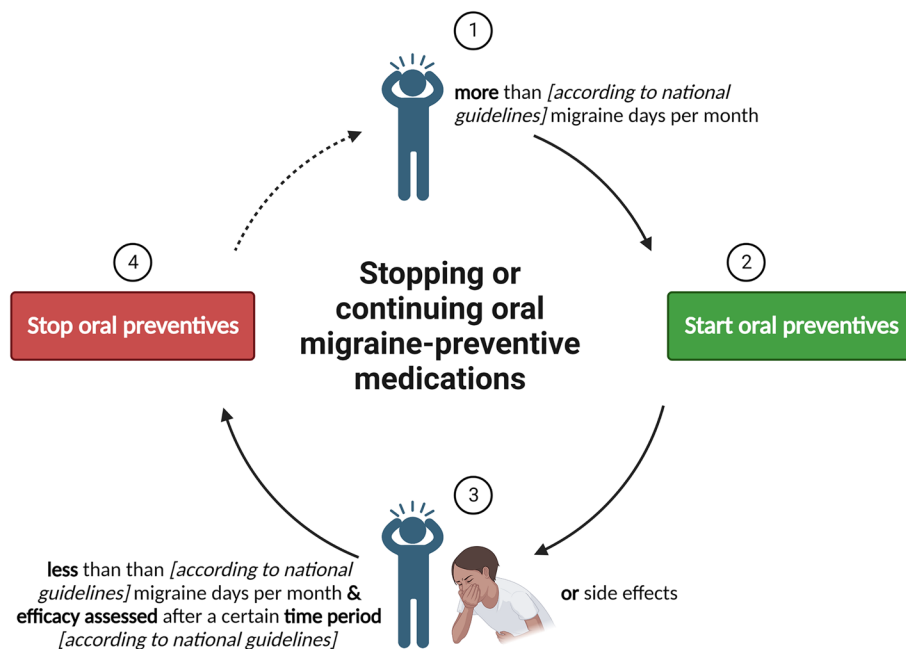 1
more than [according to national
guidelines] migraine days per month
4
2
Stop oral preventives
Stopping or
continuing oral
migraine-preventive
medications
Start oral preventives
3
less than than [according to national
guidelines] migraine days per month &
efficacy assessed after a certain time period
[according to national guidelines]
or side effects